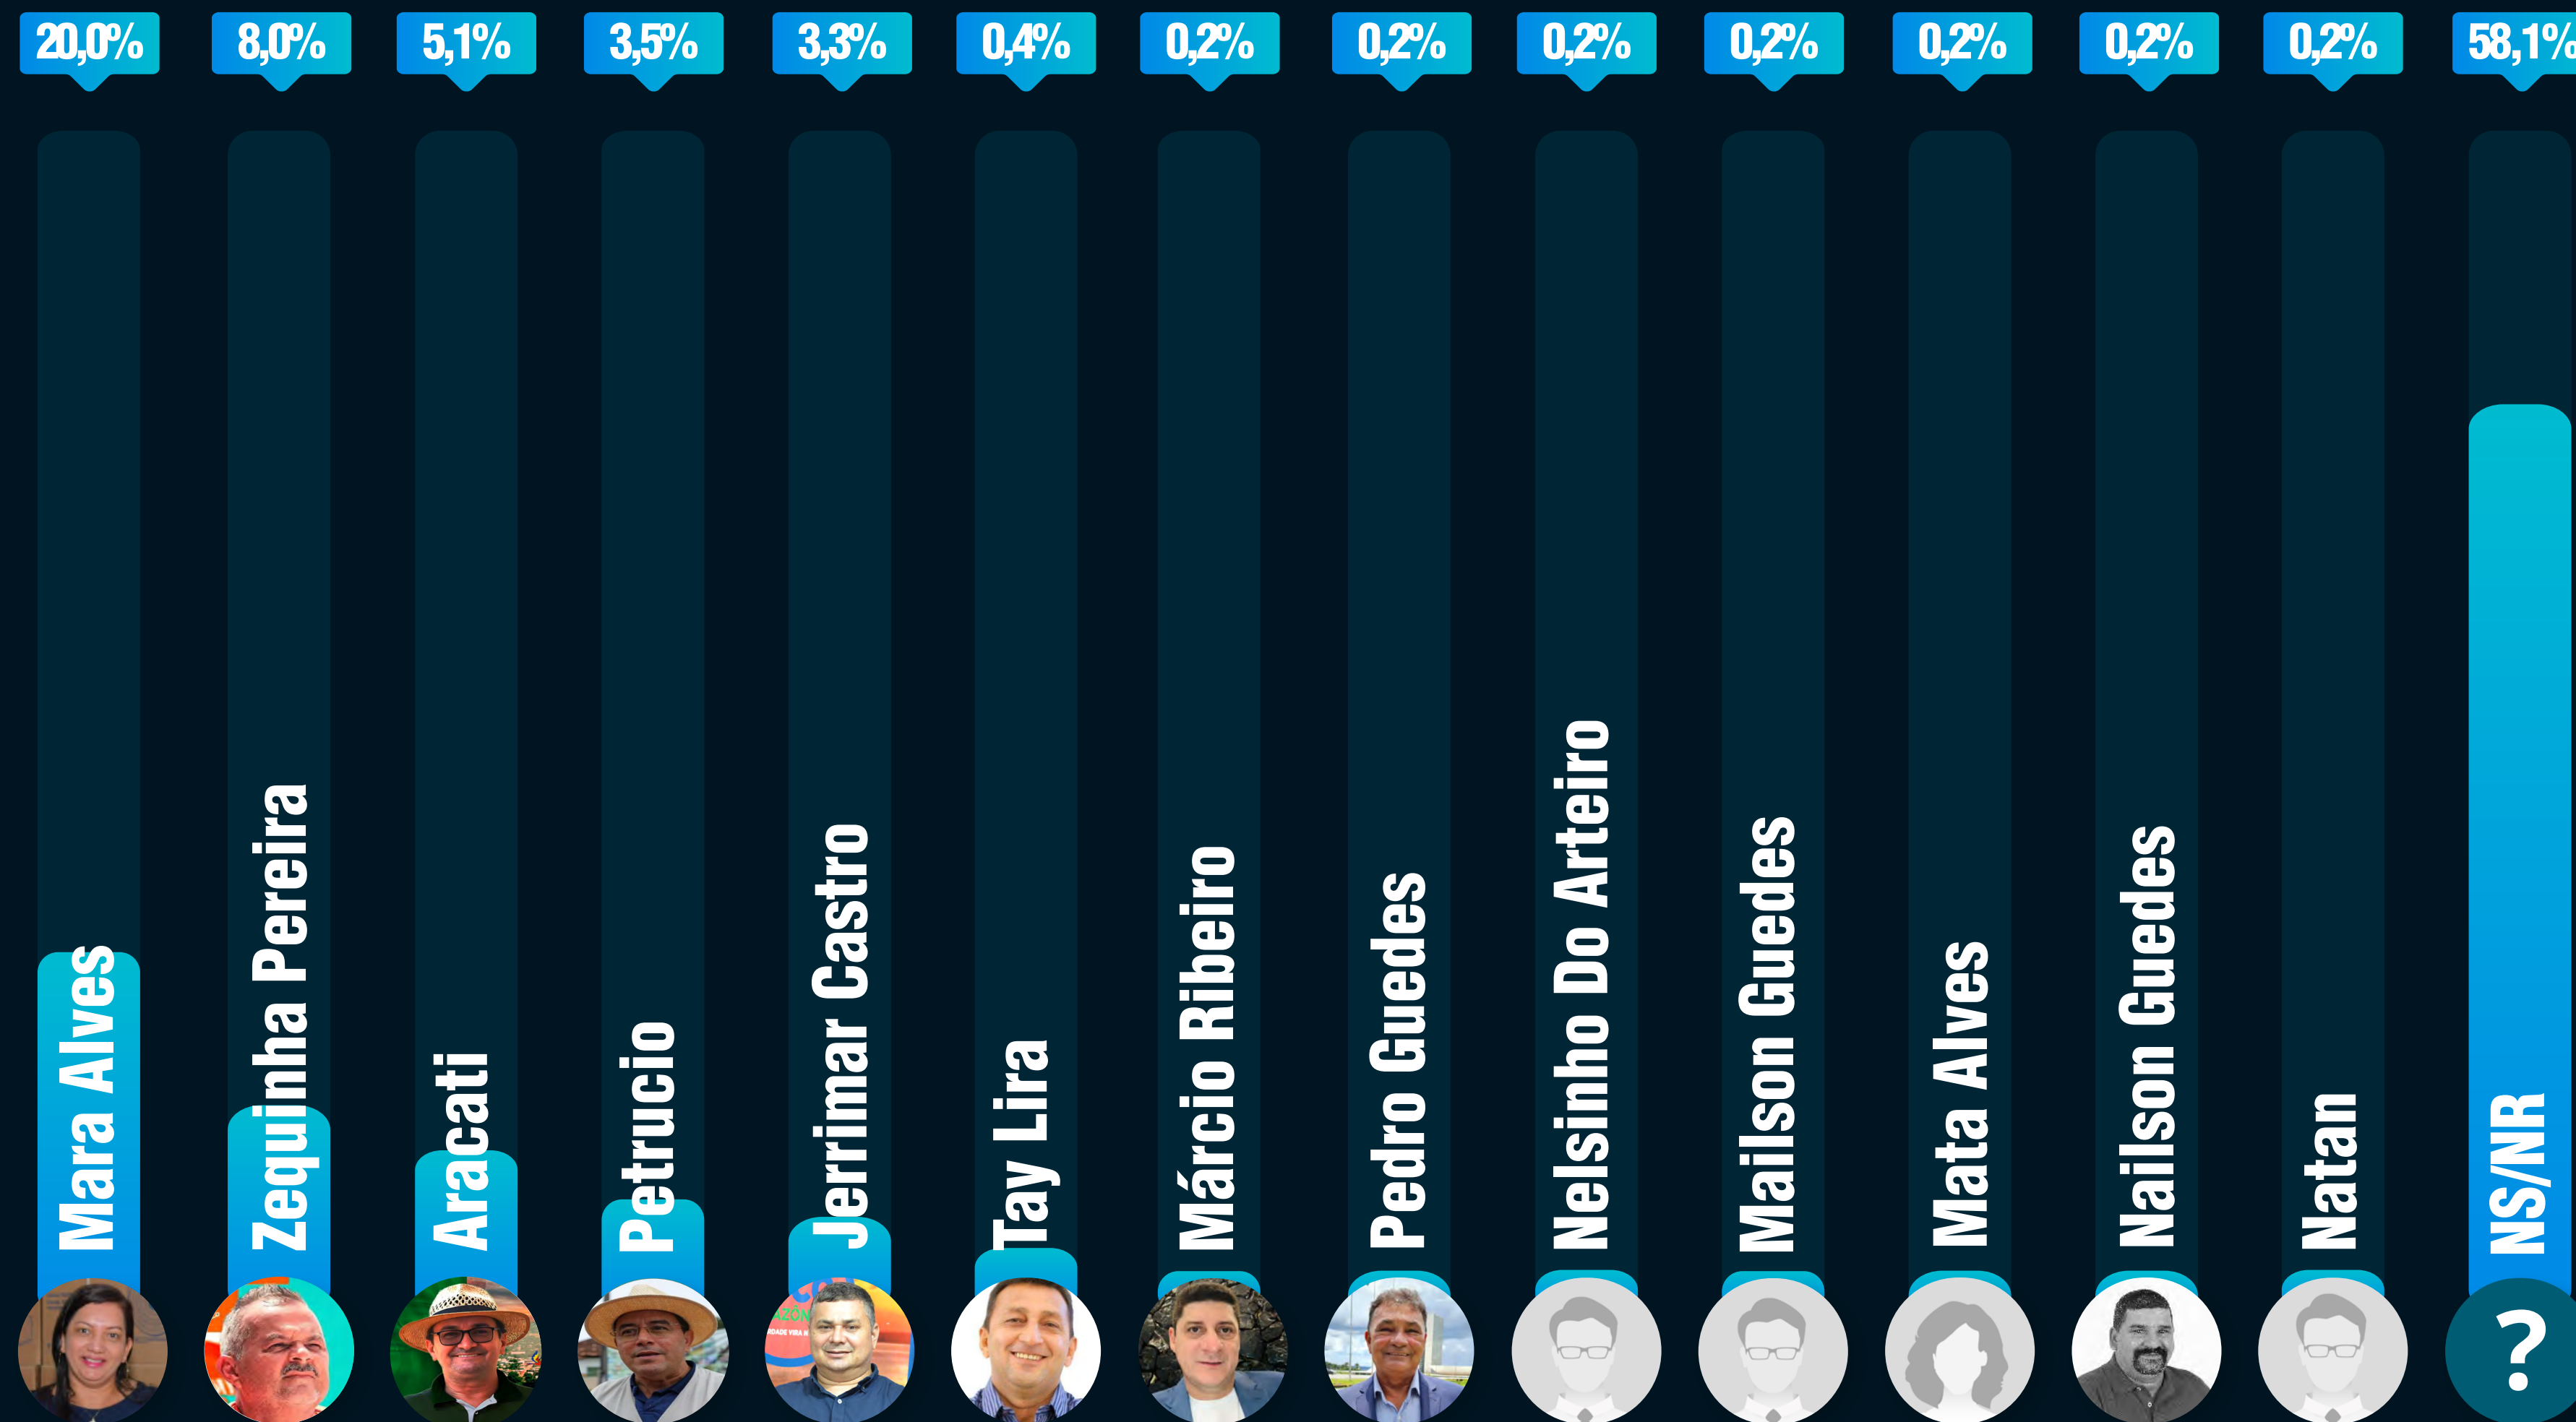 20,0% 8,0% 5,1% 3,5% 3,3% 0,4% 0,2% 0,2% 0,2% 0,2% 0,2% 0,2% 0,2% 58,1%
Mara Alves
Zequinha Pereira
Aracati
Petrucio
Jerrimar Castro
Tay Lira
Márcio Ribeiro
Pedro Guedes
Nelsinho Do Arteiro
Mailson Guedes
Mata Alves
Nailson Guedes
Natan
NS/NR
?